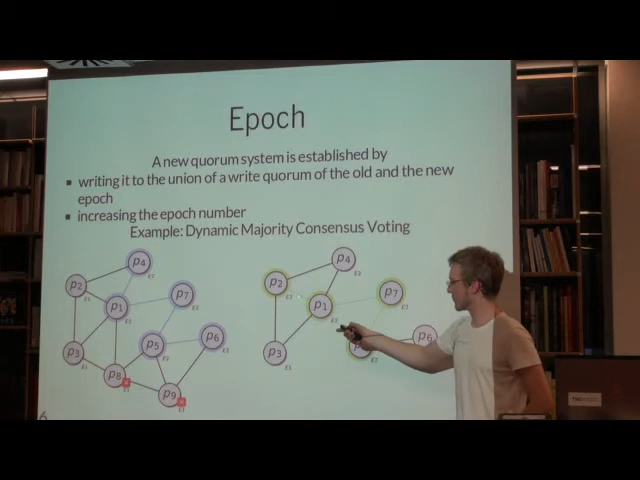 Epoch
A new quorum system is established by
▪ writing it to the union of a write quorum of the old and the new
epoch
▪ increasing the epoch number
Example: Dynamic Majority Consensus Voting
p4
p2
p1
p7
p3
p5
p6
p8
p9
p4
p2
p1
p7
p3
p6
6